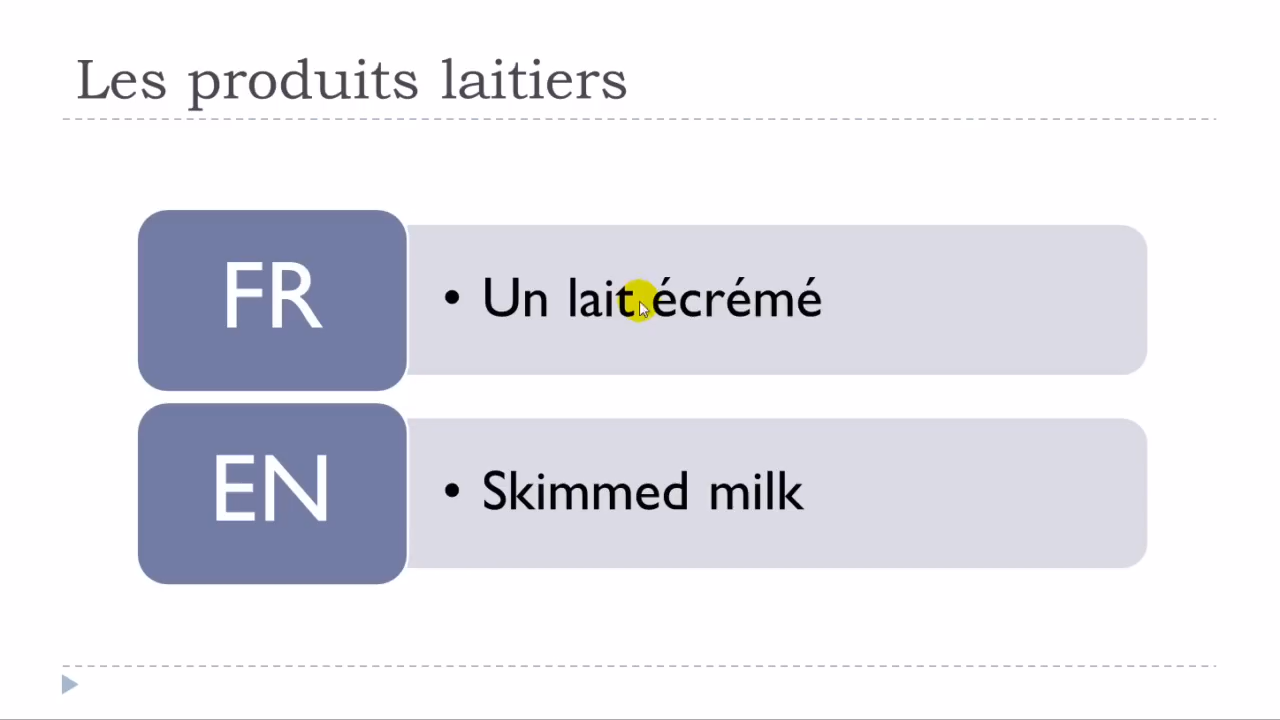 Les produits laitiers
FR
• Un lait écrémé
EN
• Skimmed milk